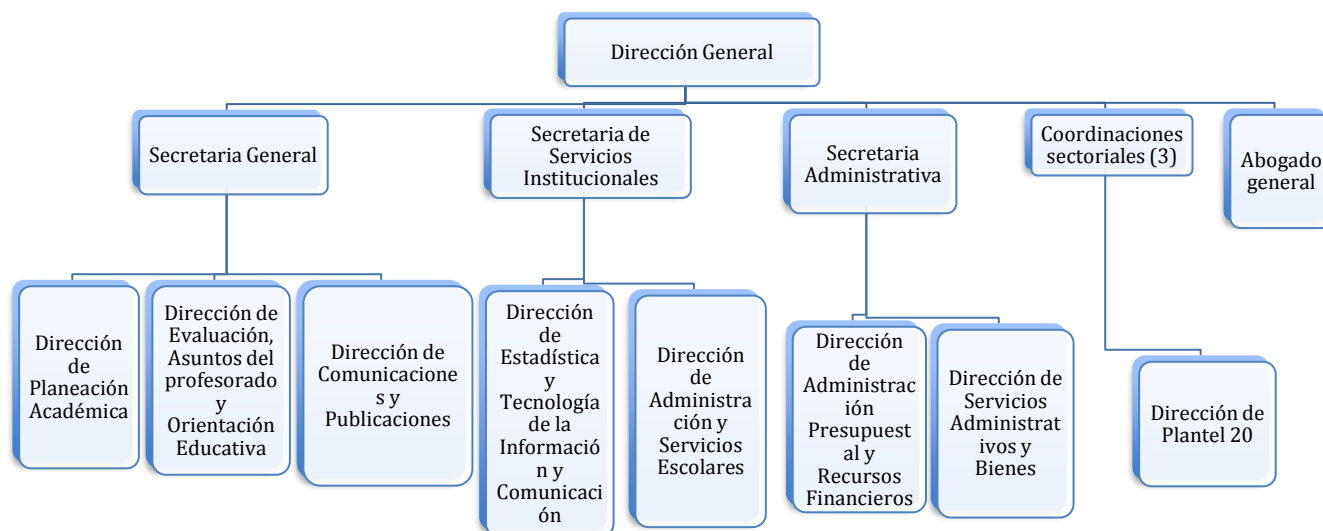 Dirección General
Secretaria General
Secretaria de
Servicios
Institucionales
Secretaria
Administrativa
Coordinaciones
sectoriales (3)
Abogado
general
Dirección
de
Planeación
Académica
Dirección de
Evaluación,
Asuntos del
profesorado
y
Orientación
Educativa
Dirección de
Comunicacione
s y
Publicaciones
Dirección
de
Estadística
y
Tecnología
de la
Informació
n y
Comunicaci
ón
Dirección
de
Administra
ción y
Servicios
Escolares
Dirección
de
Administrac
ión
Presupuest
al y
Recursos
Financieros
Dirección de
Servicios
Administrat
ivos y
Bienes
Dirección de
Plantel 20